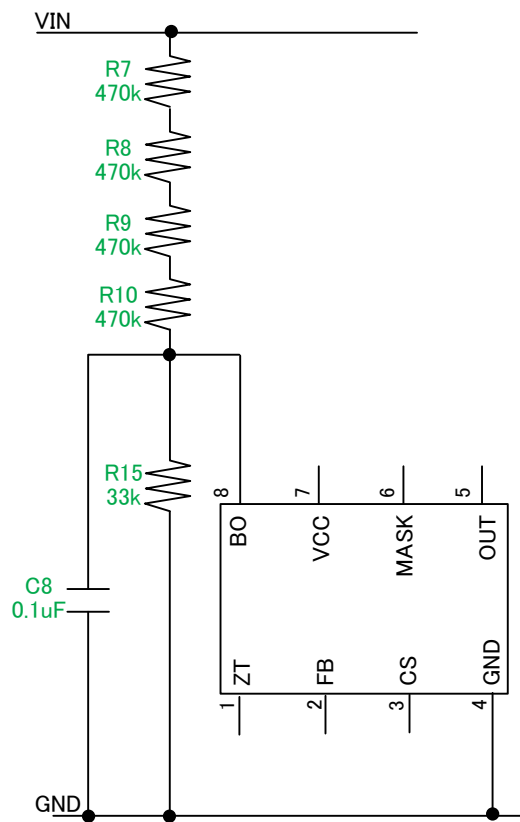 VIN
R7
470k
R8
470k
R9
470k
R10
470k
R15
33k
C8
0.1uF
8
7
6
5
BO
VCC
MASK
OUT
ZT
FB
CS
GND
1
2
3
4
GND